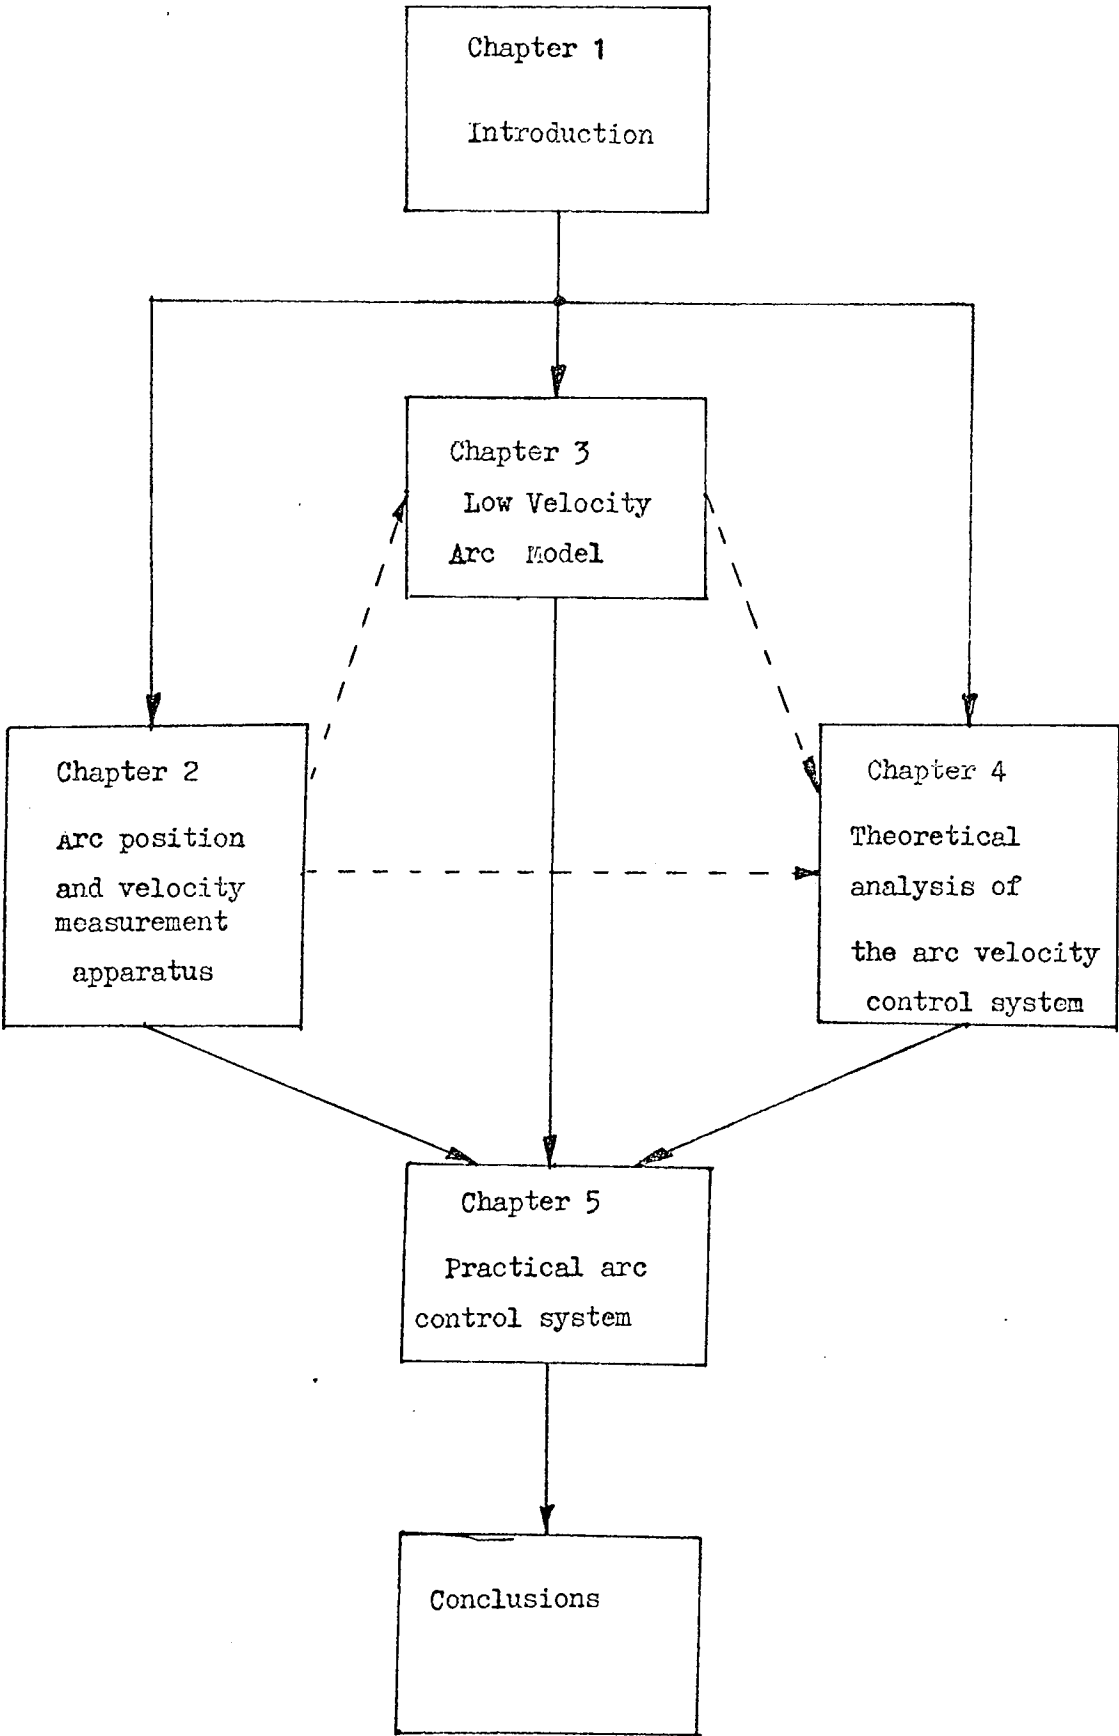 Chapter 1
Introduction
Chapter 3
Low Velocity
Arc Model
Chapter 2
Arc position
and velocity
measurement
apparatus
Chapter 4
Theoretical
analysis of
the arc velocity
control system
Chapter 5
Practical arc
control system
Conclusions